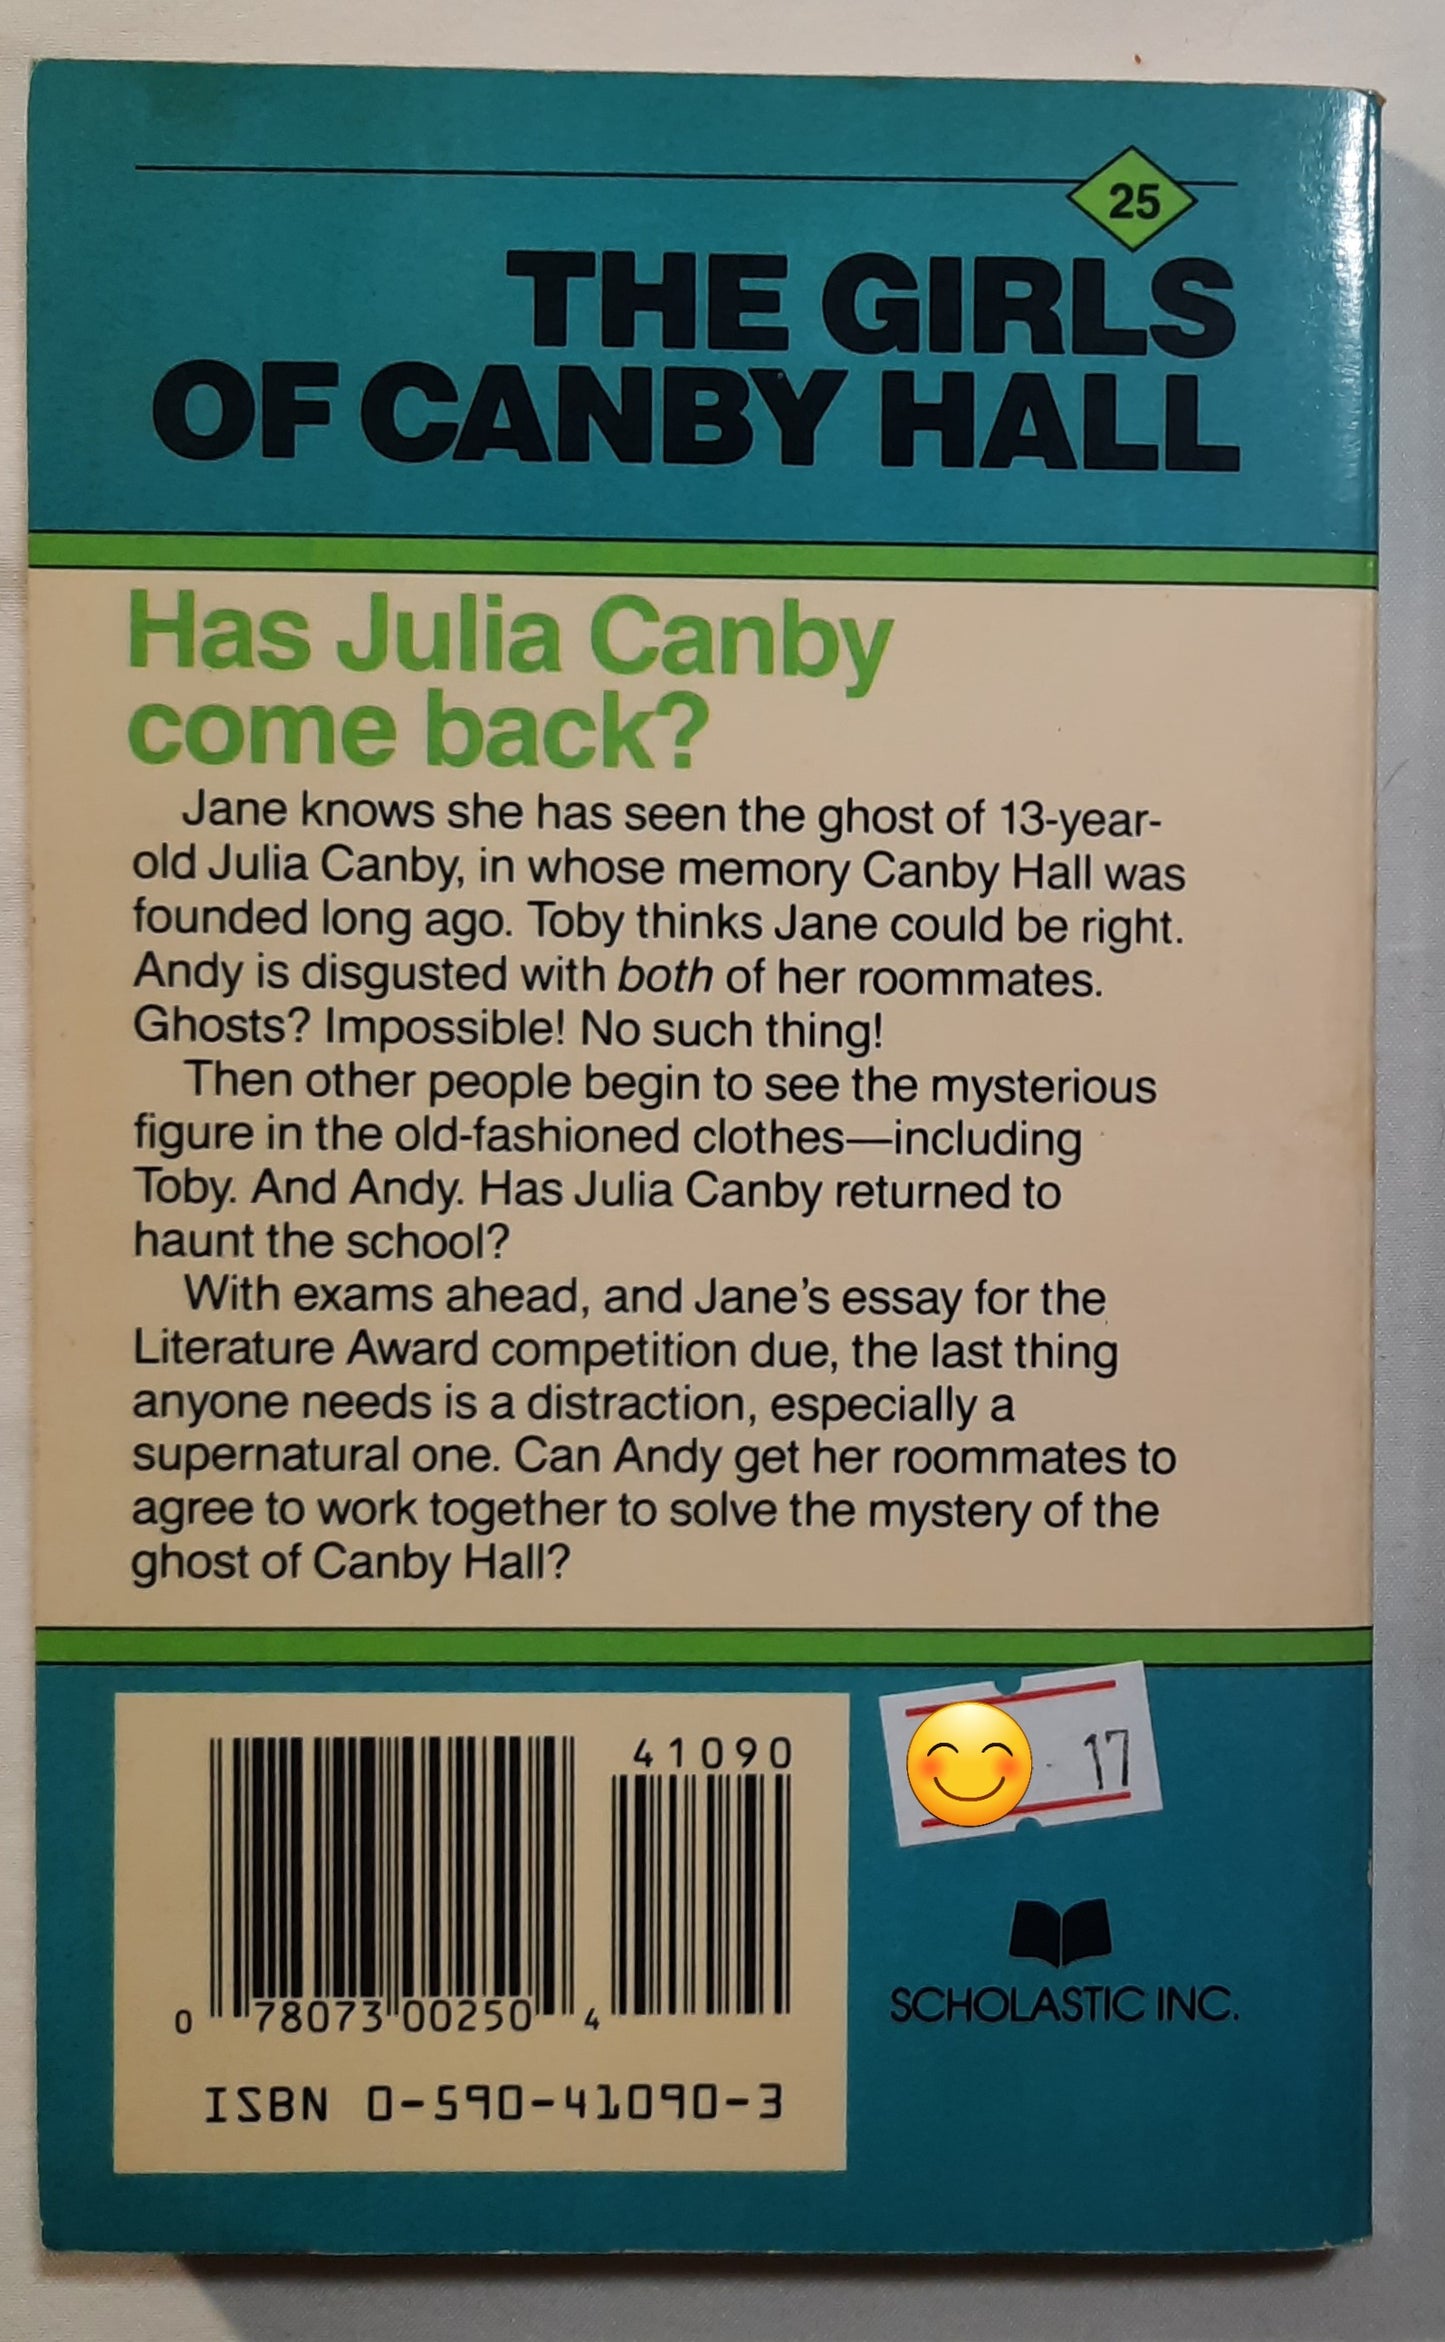 25
THE GIRLS
OF CANBY HALL
Has Julia Canby
come back?
Jane knows she has seen the ghost of 13-year-
old Julia Canby, in whose memory Canby Hall was
founded long ago. Toby thinks Jane could be right.
Andy is disgusted with both of her roommates.
Ghosts? Impossible! No such thing!
Then other people begin to see the mysterious
figure in the old-fashioned clothes—including
Toby. And Andy. Has Julia Canby returned to
haunt the school?
With exams ahead, and Jane's essay for the
Literature Award competition due, the last thing
anyone needs is a distraction, especially a
supernatural one. Can Andy get her roommates to
agree to work together to solve the mystery of the
ghost of Canby Hall?
41090
0 78073 00250 4
ISBN 0-590-41090-3
17
SCHOLASTIC INC.